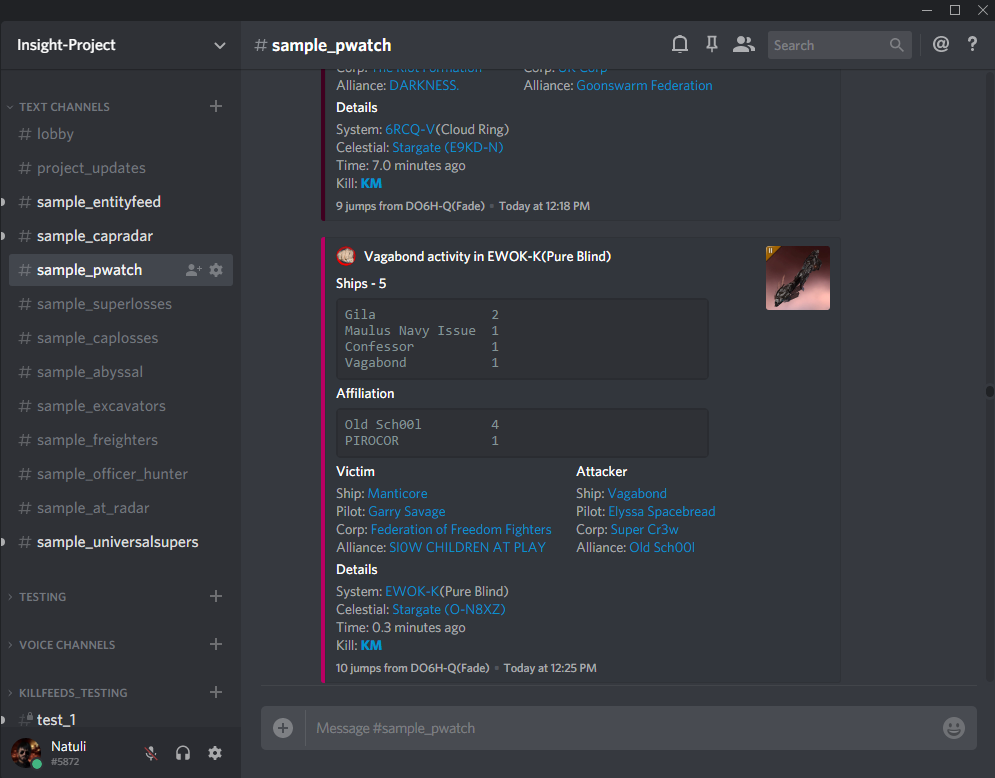 Insight-Project
TEXT CHANNELS
# lobby
# project_updates
# sample_entityfeed
# sample_capradar
# sample_pwatch
# sample_superlosses
# sample_caplosses
# sample_abyssal
# sample_excavators
# sample_freighters
# sample_officer_hunter
# sample_at_radar
# sample_universalsupers
TESTING
VOICE CHANNELS
KILLFEEDS_TESTING
# test_1
Natuli
#5872
# sample_pwatch
Search
Corp: The Riot Formation
Alliance: DARKNESS.
Alliance: Goonswarm Federation
Details
System: 6RCQ-V(Cloud Ring)
Celestial: Stargate (E9KD-N)
Time: 7.0 minutes ago
Kill: KM
9 jumps from DO6H-Q(Fade) • Today at 12:18 PM
Vagabond activity in EWOK-K(Pure Blind)
Ships - 5
Gila 2
Maulus Navy Issue 1
Confessor 1
Vagabond 1
Affiliation
Old Sch00l 4
PIROCOR 1
Victim
Ship: Manticore
Pilot: Garry Savage
Corp: Federation of Freedom Fighters
Alliance: Sl0W CHILDREN AT PLAY
Attacker
Ship: Vagabond
Pilot: Elyssa Spacebread
Corp: Super Cr3w
Alliance: Old Sch00l
Details
System: EWOK-K(Pure Blind)
Celestial: Stargate (O-N8XZ)
Time: 0.3 minutes ago
Kill: KM
10 jumps from DO6H-Q(Fade) • Today at 12:25 PM
Message #sample_pwatch